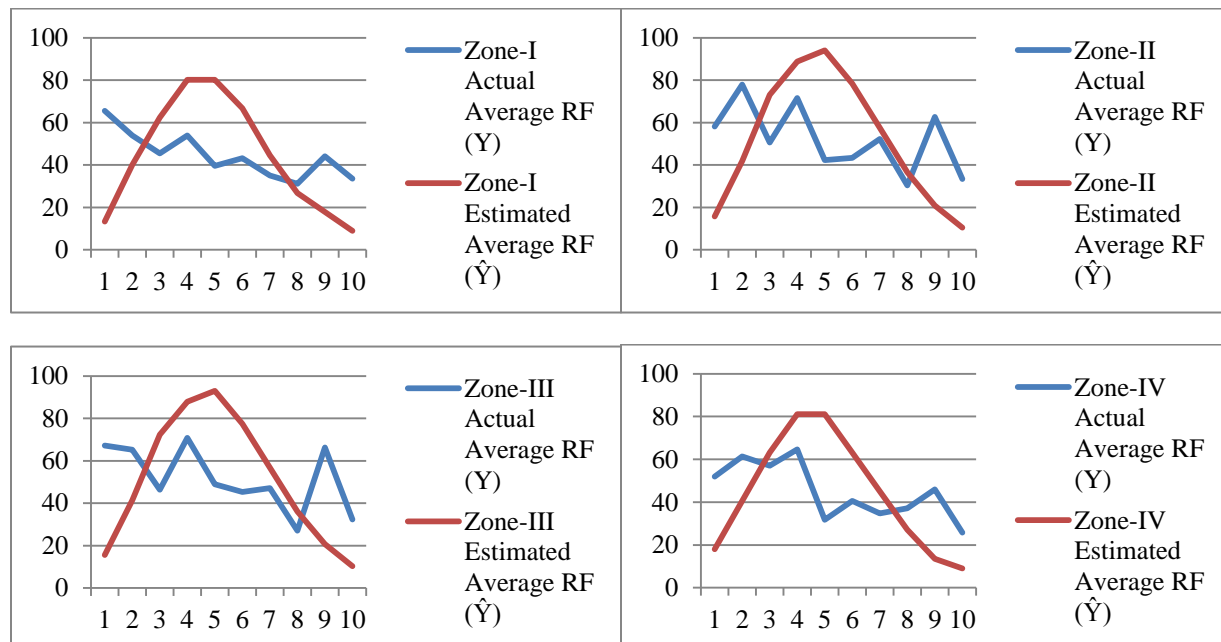 100
80
60
40
20
0
1 2 3 4 5 6 7 8 9 10
Zone-I
Actual
Average RF
(Y)
Zone-I
Estimated
Average RF
(Ŷ)
100
80
60
40
20
0
1 2 3 4 5 6 7 8 9 10
Zone-II
Actual
Average RF
(Y)
Zone-II
Estimated
Average RF
(Ŷ)
100
80
60
40
20
0
1 2 3 4 5 6 7 8 9 10
Zone-III
Actual
Average RF
(Y)
Zone-III
Estimated
Average RF
(Ŷ)
100
80
60
40
20
0
1 2 3 4 5 6 7 8 9 10
Zone-IV
Actual
Average RF
(Y)
Zone-IV
Estimated
Average RF
(Ŷ)